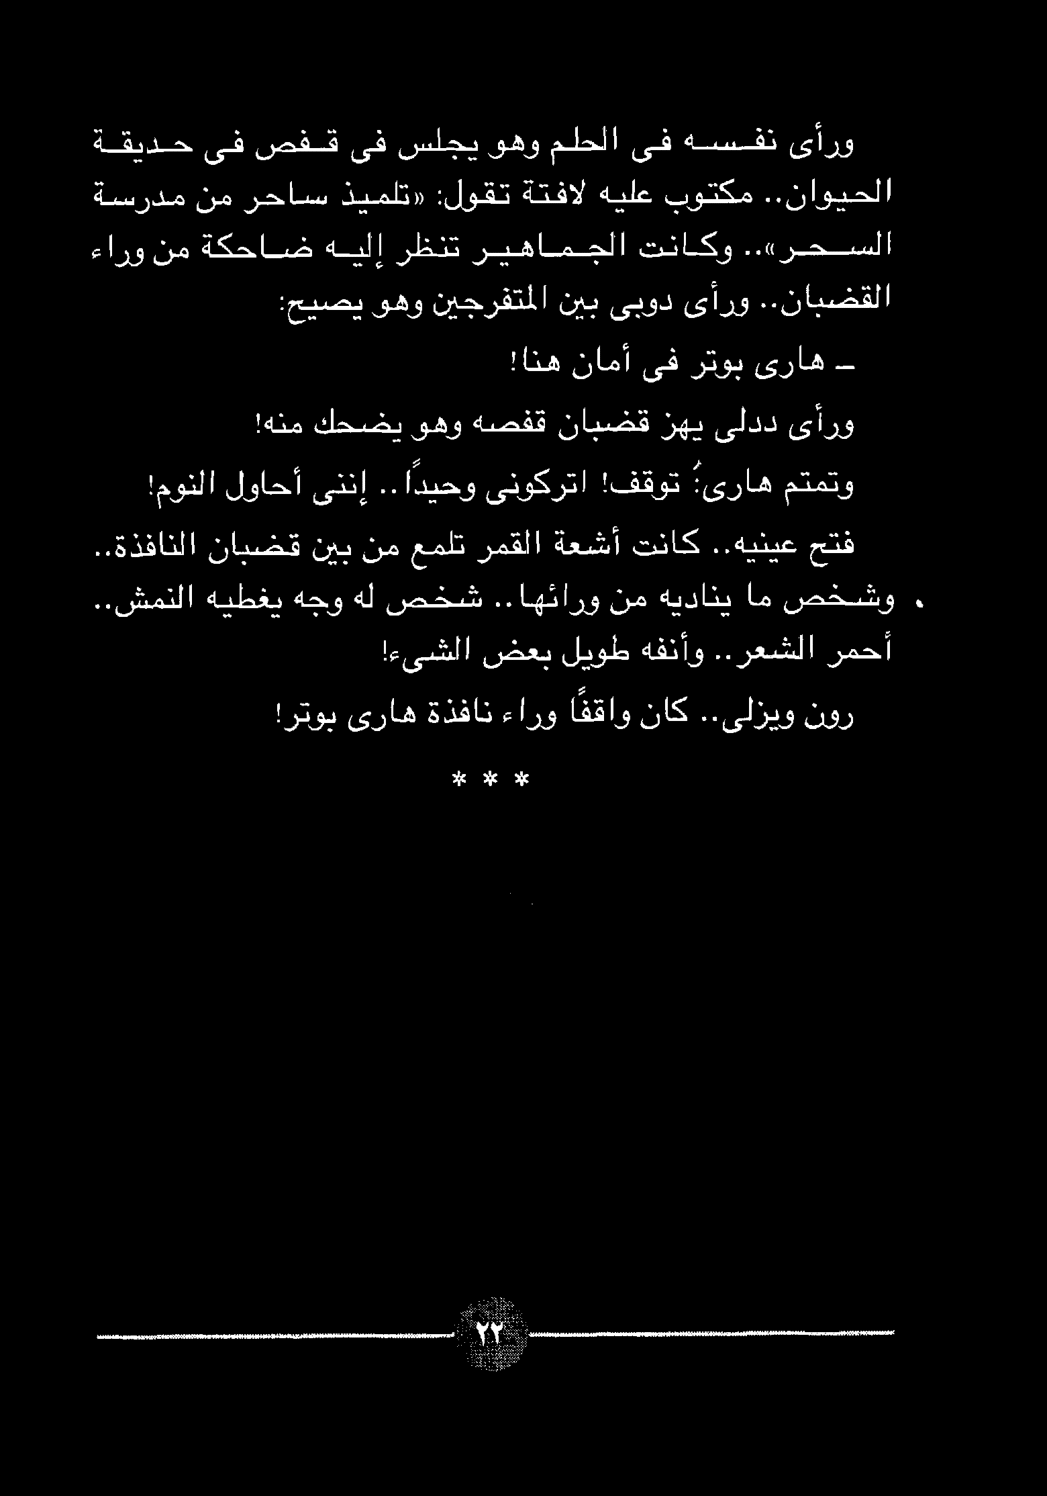 ورأى نفسه فى الحلم وهو يجلس فى قفص فى حديقة
الحيوان.. مكتوب عليه لافتة تقول: «تلميذ ساحر من مدرسة
السحر».. وكانت الجماهير تنظر إليه ضاحكة من وراء
القضبان.. ورأى دوبى بين المتفرجين وهو يصيح:
– هارى بوتر فى أمان هنا!
ورأى ددلى يهز قضبان قفصه وهو يضحك منه!
وتمتم هارى: توقف! اتركونى وحيدًا.. إننى أحاول النوم!
فتح عينيه.. كانت أشعة القمر تلمع من بين قضبان النافذة..
وشخص ما يناديه من ورائها.. شخص له وجه يغطيه النمش..
أحمر الشعر.. وأنفه طويل بعض الشىء!
رون ويزلى.. كان واقفًا وراء نافذة هارى بوتر!
* * *
٢٢